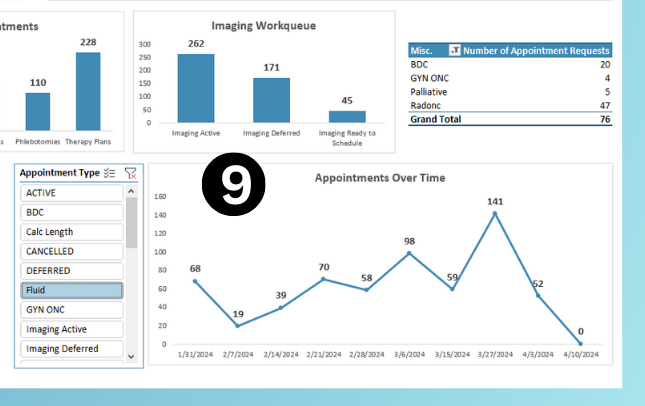 Imaging Workqueue
228
110
Phlebotomies Therapy Plans
300
250
200
150
100
50
0
262
171
45
Imaging Active
Imaging Deferred
Imaging Ready to
Schedule
Misc. Number of Appointment Requests
BDC 20
GYN ONC 4
Palliative 5
Radonc 47
Grand Total 76
Appointment Type
ACTIVE
BDC
Calc Length
CANCELLED
DEFERRED
Fluid
GYN ONC
Imaging Active
Imaging Deferred
9
Appointments Over Time
160
140
120
100
80
60
40
20
0
68
19
39
70
58
98
59
141
52
0
1/31/2024 2/7/2024 2/14/2024 2/21/2024 2/28/2024 3/6/2024 3/15/2024 3/27/2024 4/3/2024 4/10/2024